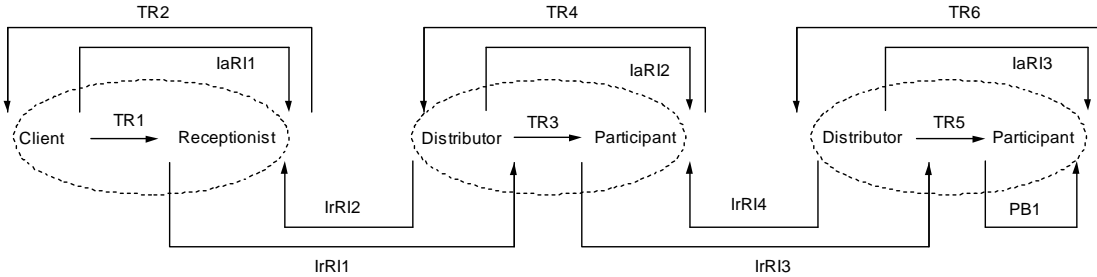 TR2 TR4 TR6
IaRI1 IaRI2 IaRI3
Client TR1 Receptionist Distributor TR3 Participant Distributor TR5 Participant
IrRI2 IrRI4 PB1
IrRI1 IrRI3